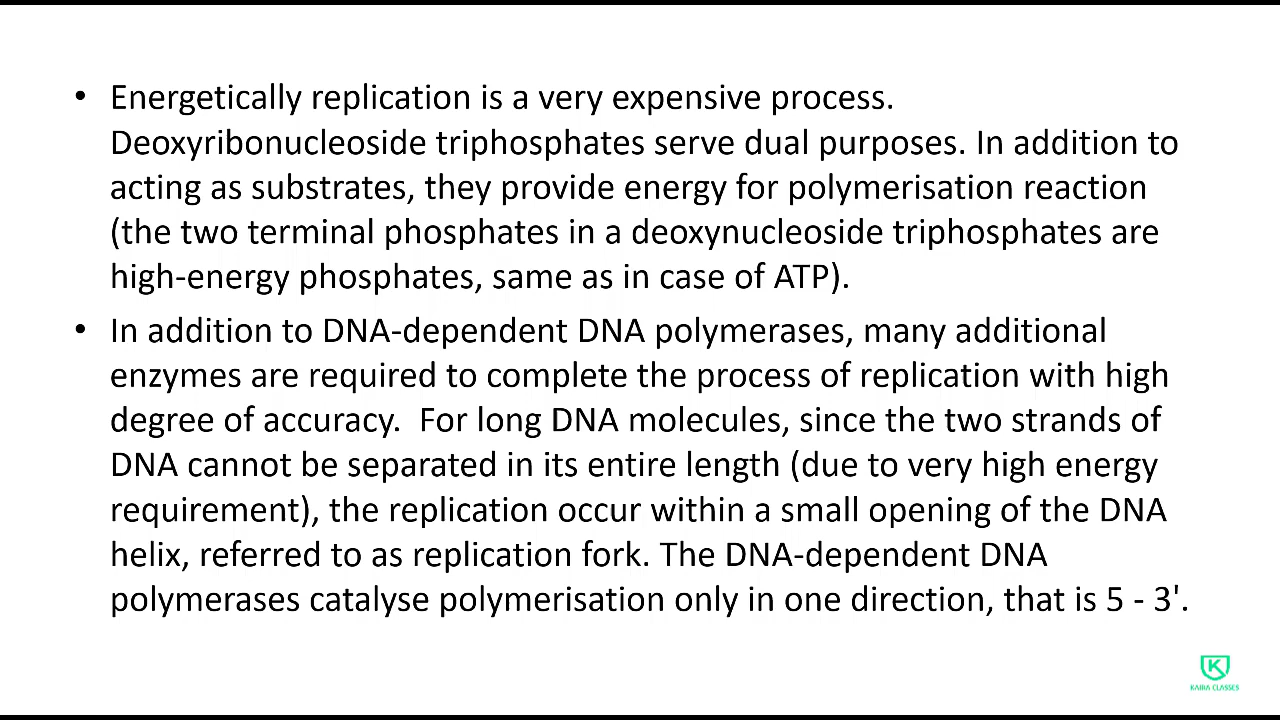 • Energetically replication is a very expensive process.
Deoxyribonucleoside triphosphates serve dual purposes. In addition to
acting as substrates, they provide energy for polymerisation reaction
(the two terminal phosphates in a deoxynucleoside triphosphates are
high-energy phosphates, same as in case of ATP).
• In addition to DNA-dependent DNA polymerases, many additional
enzymes are required to complete the process of replication with high
degree of accuracy.  For long DNA molecules, since the two strands of
DNA cannot be separated in its entire length (due to very high energy
requirement), the replication occur within a small opening of the DNA
helix, referred to as replication fork. The DNA-dependent DNA
polymerases catalyse polymerisation only in one direction, that is 5 - 3'.
K
CLASSES